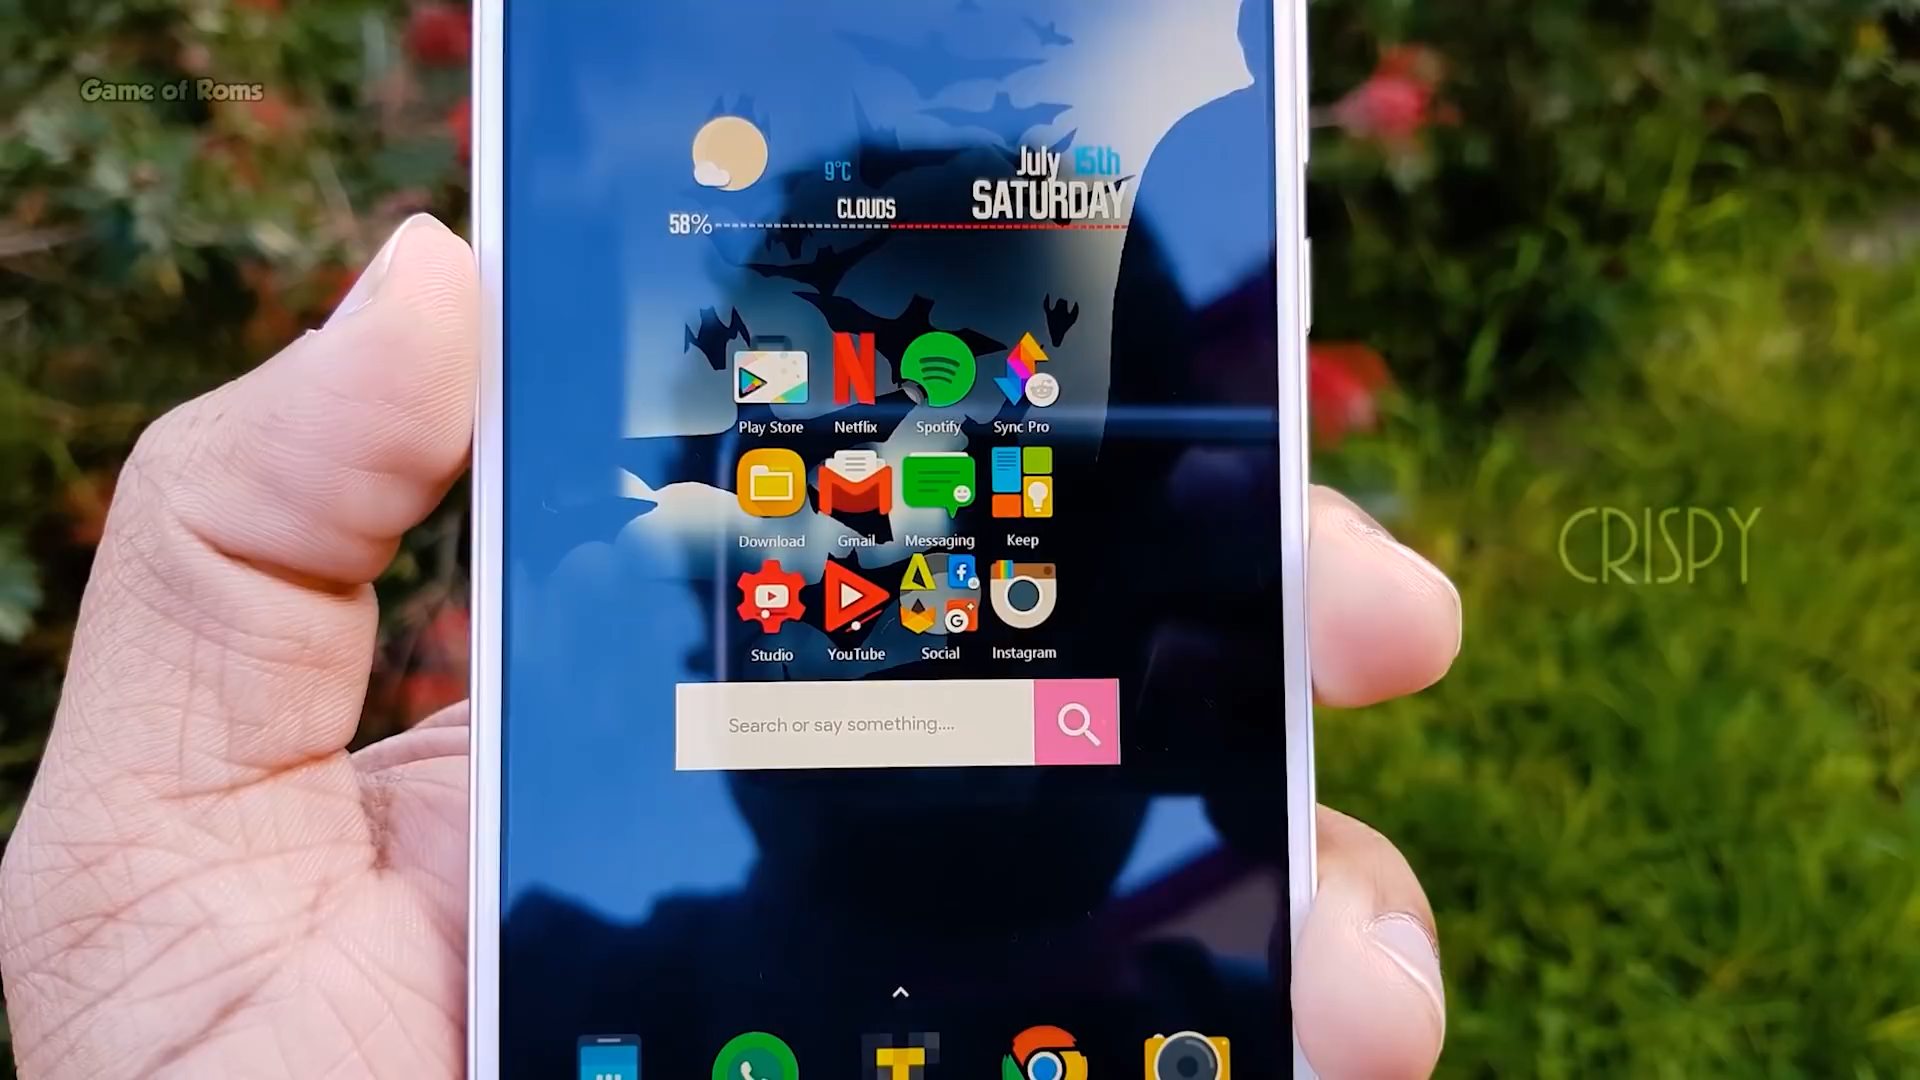 Game of Roms
9°C
July 15th
CLOUDS
SATURDAY
58%
Play Store
Netflix
Spotify
Sync Pro
Download
Gmail
Messaging
Keep
Studio
YouTube
Social
Instagram
Search or say something....
CRISPY